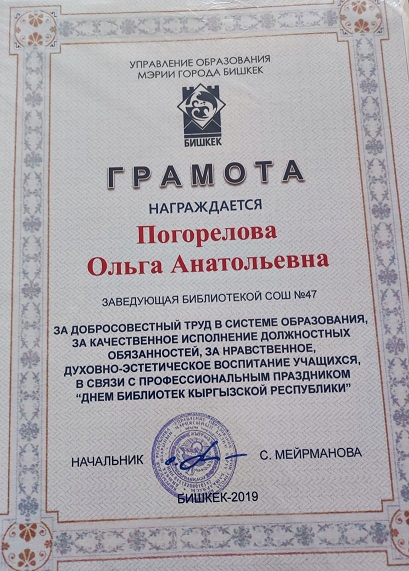 УПРАВЛЕНИЕ ОБРАЗОВАНИЯ
МЭРИИ ГОРОДА БИШКЕК
БИШКЕК
ГРАМОТА
НАГРАЖДАЕТСЯ
Погорелова
Ольга Анатольевна
ЗАВЕДУЮЩАЯ БИБЛИОТЕКОЙ СОШ №47
ЗА ДОБРОСОВЕСТНЫЙ ТРУД В СИСТЕМЕ ОБРАЗОВАНИЯ,
ЗА КАЧЕСТВЕННОЕ ИСПОЛНЕНИЕ ДОЛЖНОСТНЫХ
ОБЯЗАННОСТЕЙ, ЗА НРАВСТВЕННОЕ,
ДУХОВНО-ЭСТЕТИЧЕСКОЕ ВОСПИТАНИЕ УЧАЩИХСЯ,
В СВЯЗИ С ПРОФЕССИОНАЛЬНЫМ ПРАЗДНИКОМ
“ДНЕМ БИБЛИОТЕК КЫРГЫЗСКОЙ РЕСПУБЛИКИ”
НАЧАЛЬНИК С. МЕЙРМАНОВА
БИШКЕК-2019